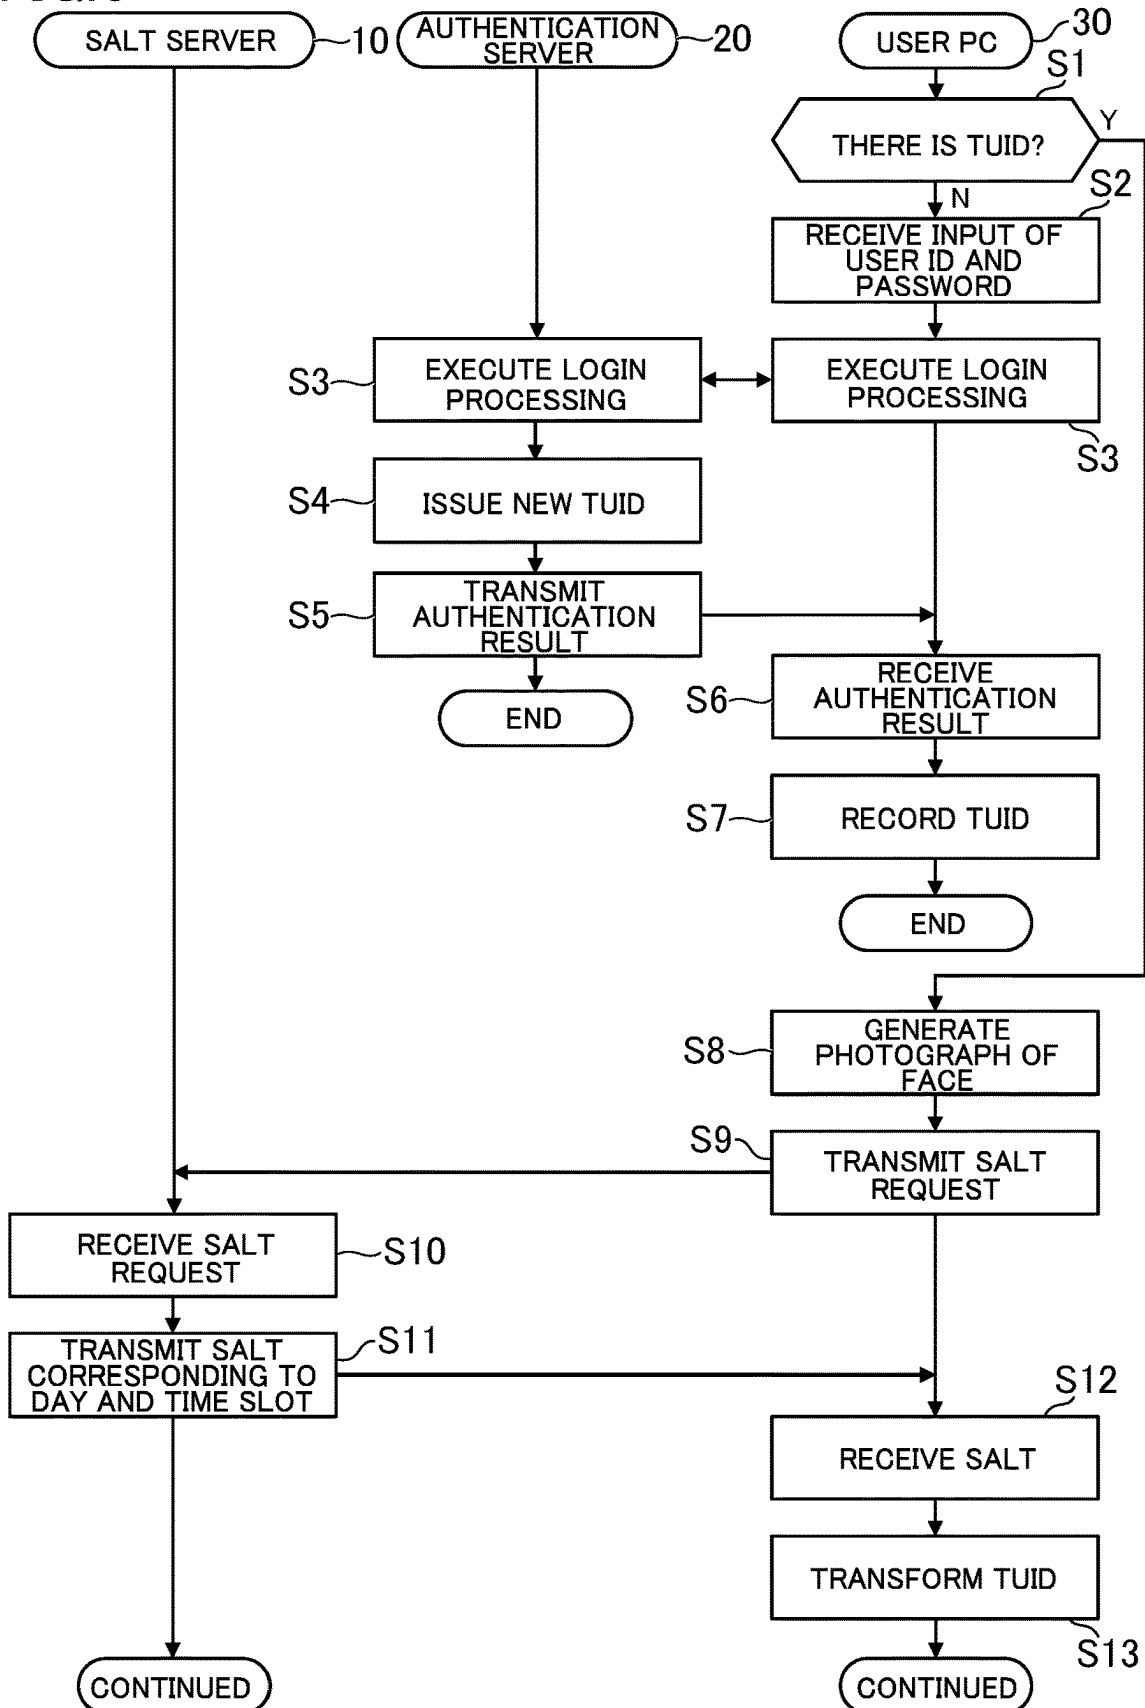 SALT SERVER
10
AUTHENTICATION
SERVER
20
USER PC
30
S1
THERE IS TUID?
Y
N
S2
RECEIVE INPUT OF
USER ID AND
PASSWORD
S3
EXECUTE LOGIN
PROCESSING
EXECUTE LOGIN
PROCESSING
S3
S4
ISSUE NEW TUID
S5
TRANSMIT
AUTHENTICATION
RESULT
END
S6
RECEIVE
AUTHENTICATION
RESULT
S7
RECORD TUID
END
S8
GENERATE
PHOTOGRAPH OF
FACE
S9
TRANSMIT SALT
REQUEST
RECEIVE SALT
REQUEST
S10
TRANSMIT SALT
CORRESPONDING TO
DAY AND TIME SLOT
S11
S12
RECEIVE SALT
TRANSFORM TUID
S13
CONTINUED
CONTINUED